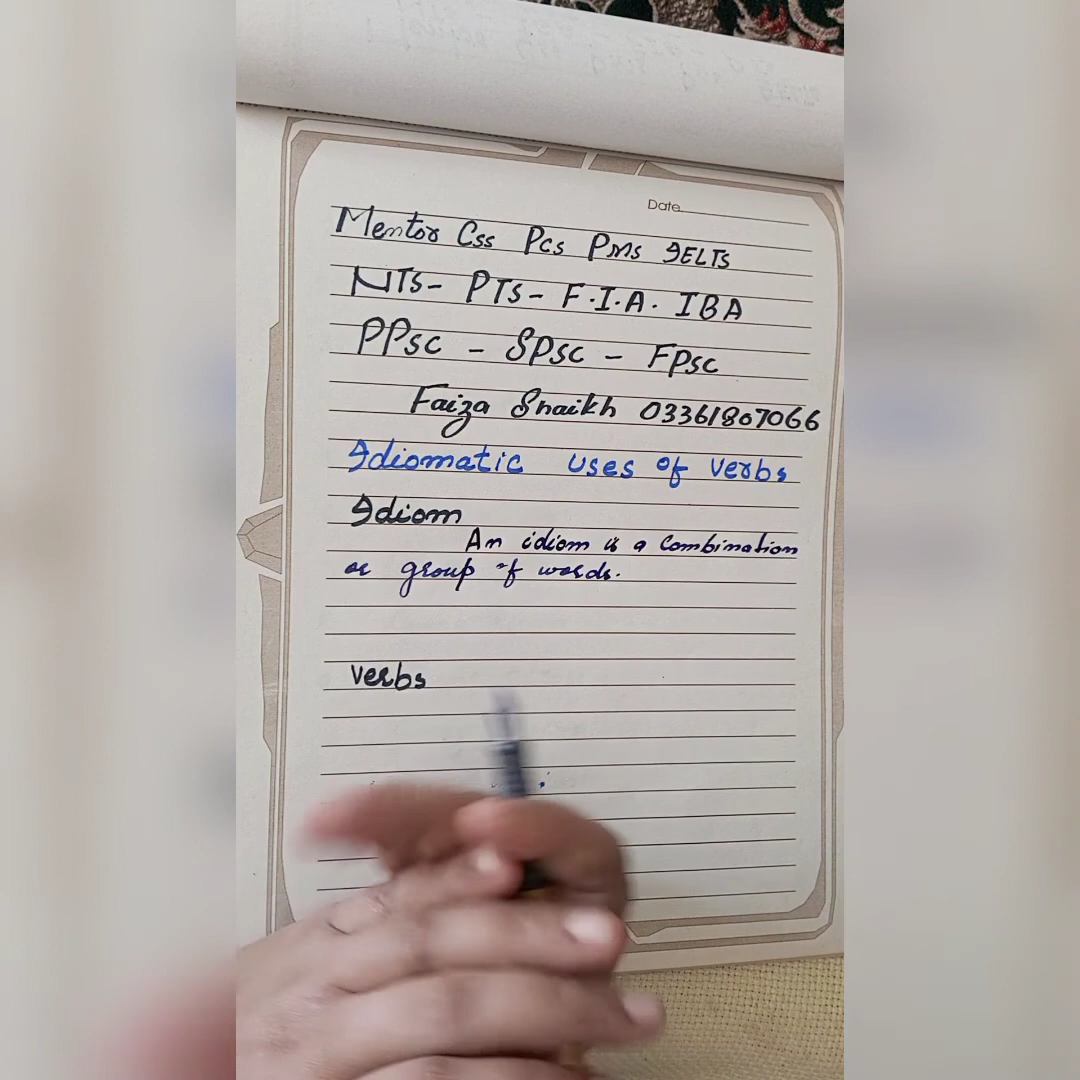 Date
Mentor Css Pcs PMs IELTS
NTS- PTS- F.I.A. IBA
PPsc - SPsc - FPsc
Faiza Shaikh 03361807066
Idiomatic uses of verbs
Idiom
An idiom is a combination
or group of words.
verbs